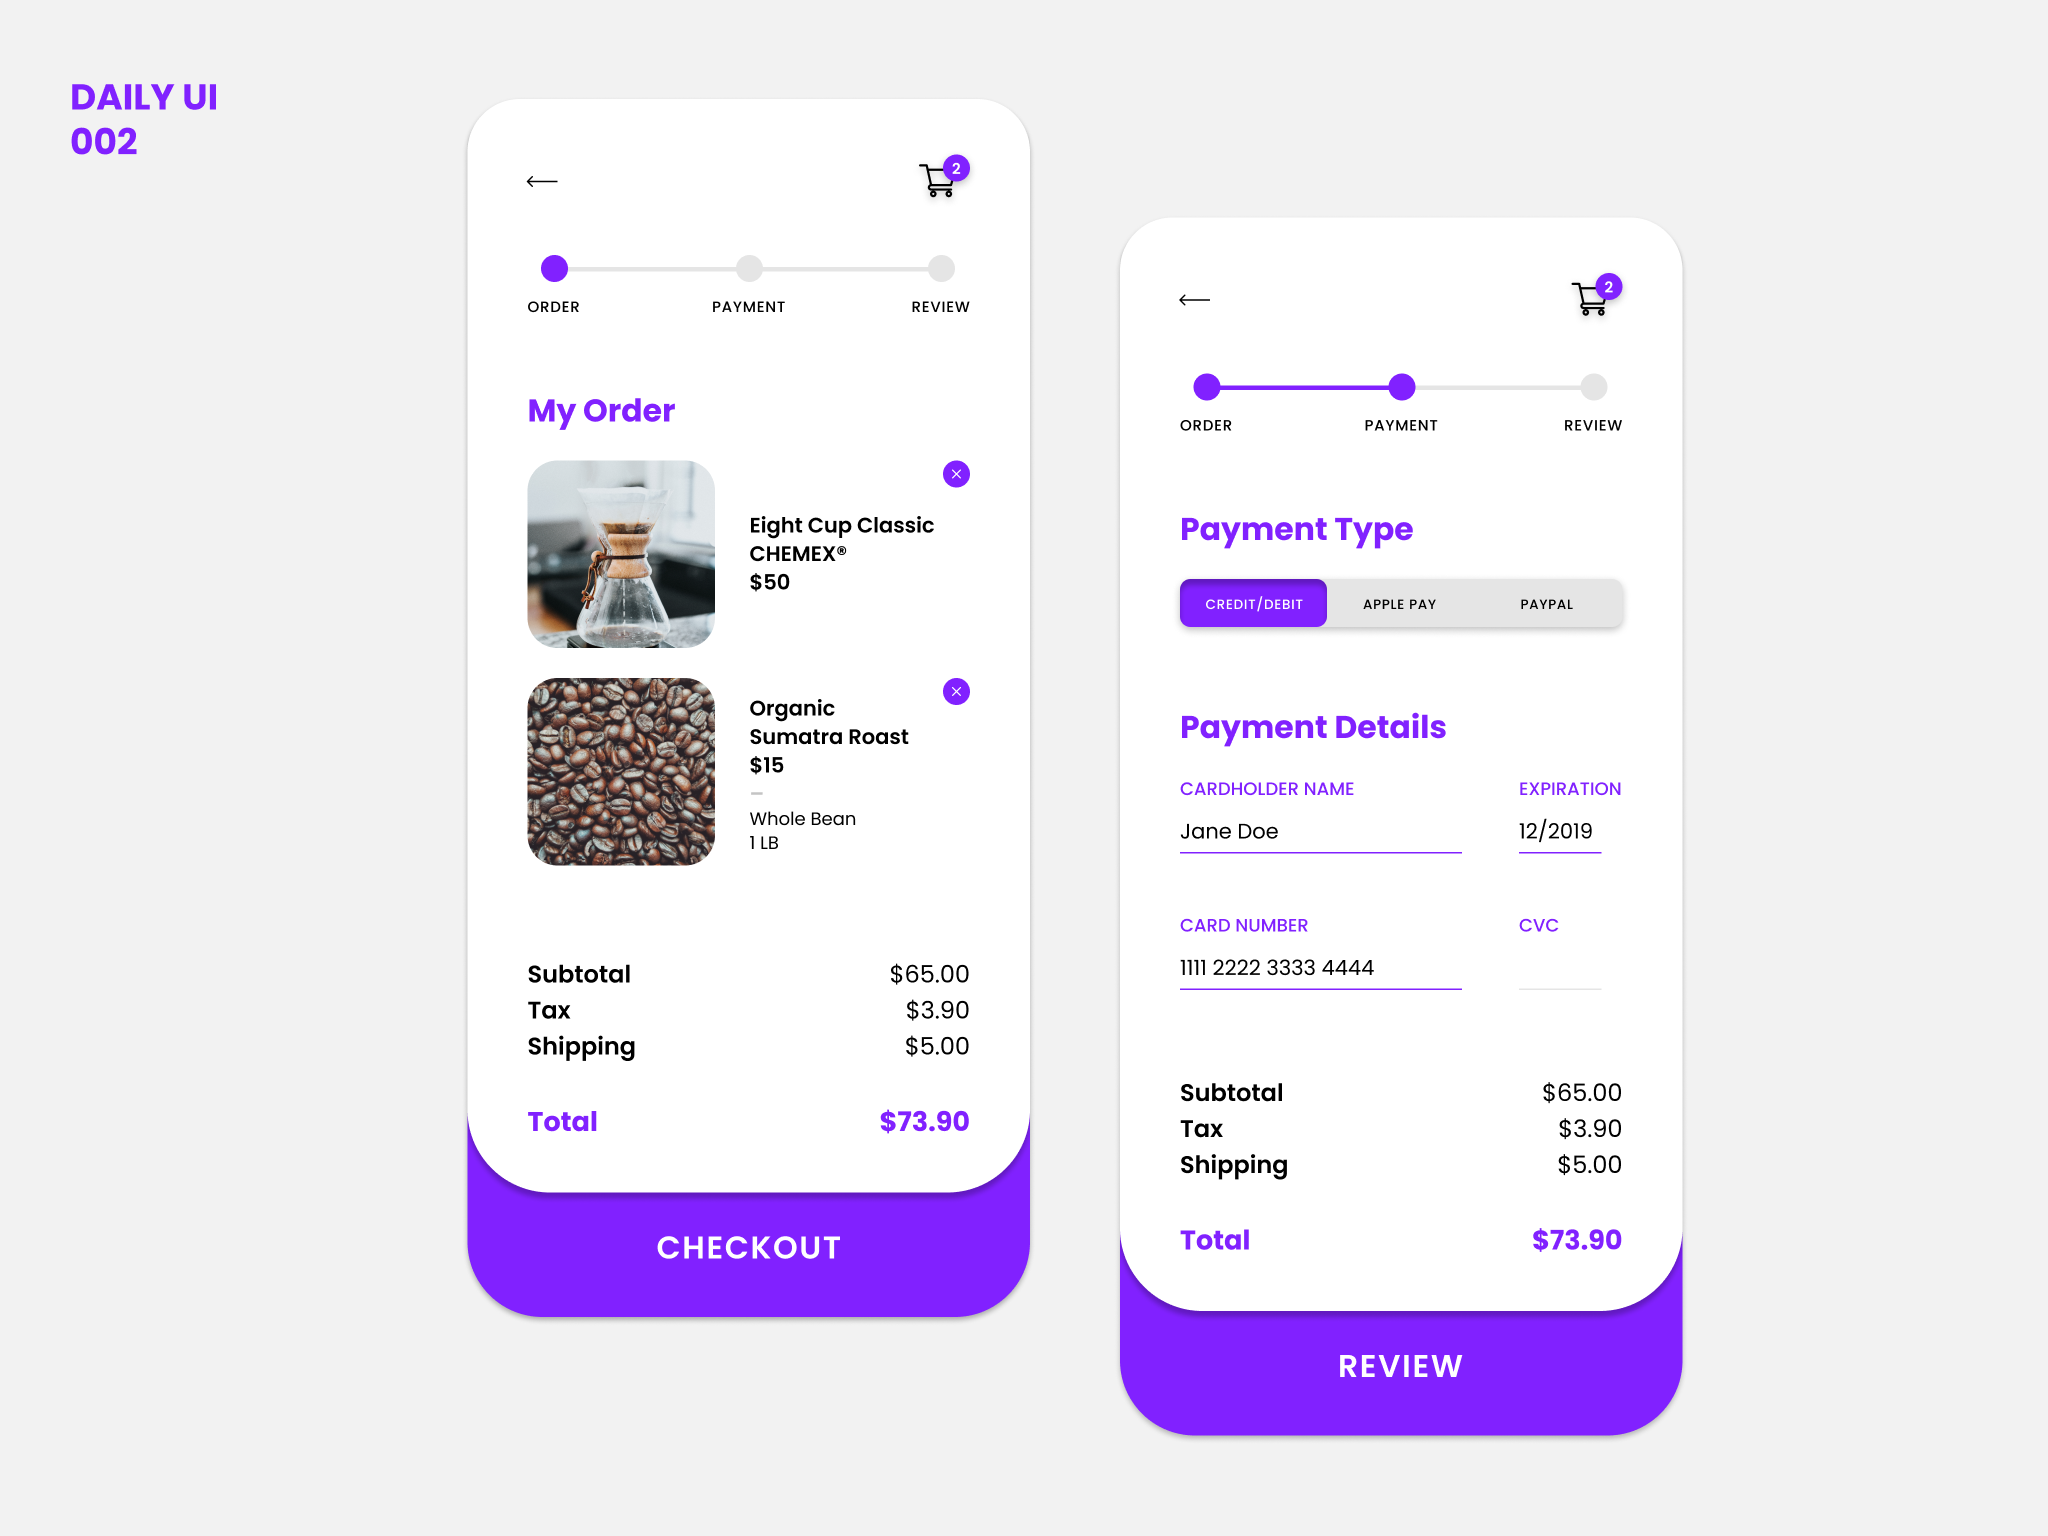 DAILY UI
002
2
ORDER PAYMENT REVIEW
My Order
Eight Cup Classic
CHEMEX®
$50
Organic
Sumatra Roast
$15
–
Whole Bean
1 LB
Subtotal $65.00
Tax $3.90
Shipping $5.00
Total $73.90
CHECKOUT
2
ORDER PAYMENT REVIEW
Payment Type
CREDIT/DEBIT APPLE PAY PAYPAL
Payment Details
CARDHOLDER NAME EXPIRATION
Jane Doe 12/2019
CARD NUMBER CVC
1111 2222 3333 4444
Subtotal $65.00
Tax $3.90
Shipping $5.00
Total $73.90
REVIEW